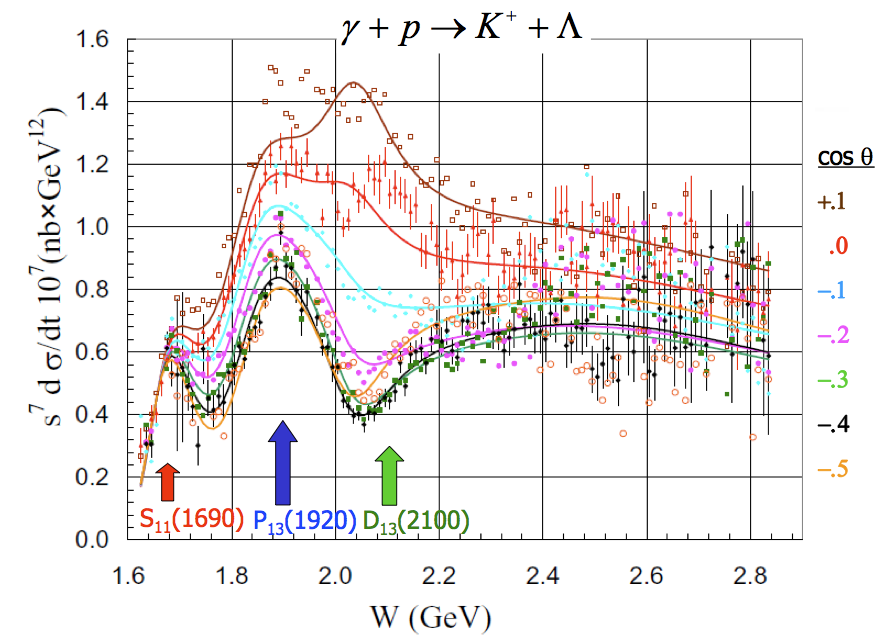 γ + p → K⁺ + Λ
s⁷ d σ/dt 10⁷(nb×GeV¹²)
1.6
1.4
1.2
1.0
0.8
0.6
0.4
0.2
0.0
cos θ
+.1
.0
–.1
–.2
–.3
–.4
–.5
S₁₁(1690) P₁₃(1920) D₁₃(2100)
1.6 1.8 2.0 2.2 2.4 2.6 2.8
W (GeV)